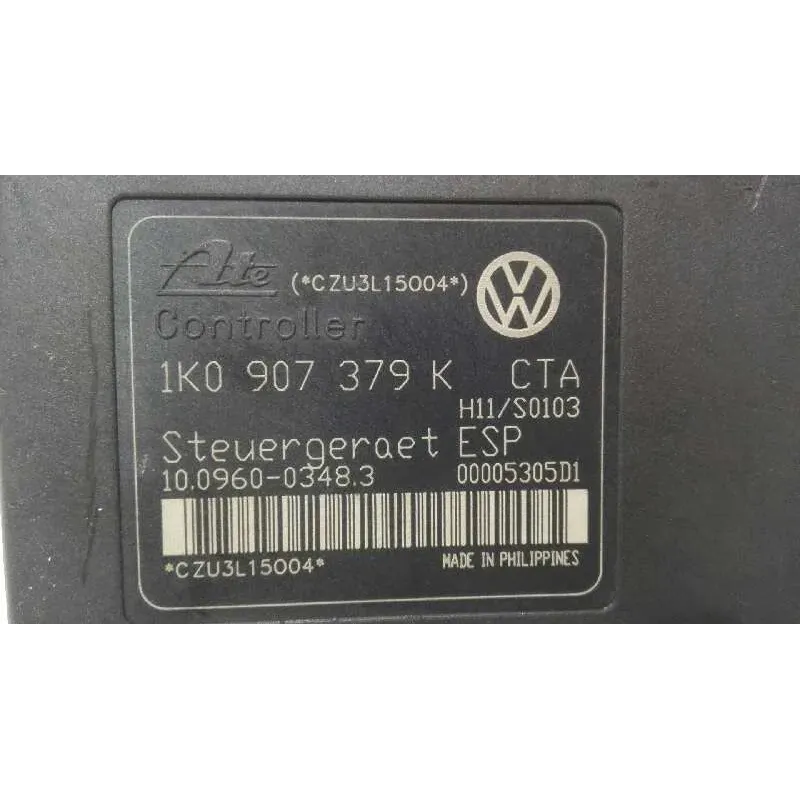 Ate (*CZU3L15004*)
Controller
1K0 907 379 K CTA
H11/S0103
Steuergeraet ESP
10.0960-0348.3 00005305D1
*CZU3L15004* MADE IN PHILIPPINES